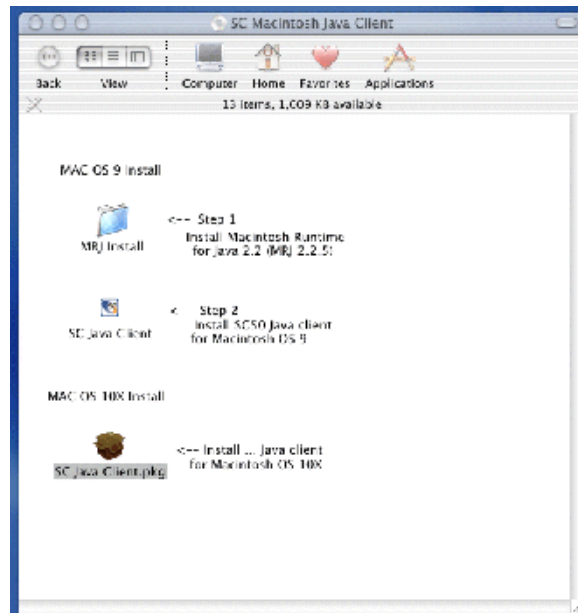 SC Macintosh Java Client
Back View Computer Home Favorites Applications
13 items, 1,009 KB available
MAC OS 9 Install
<-- Step 1
Install Macintosh Runtime
for Java 2.2 (MRJ 2.2.5)
MRJ Install
< Step 2
Install SC50 Java client
for Macintosh OS 9
SC Java Client
MAC OS 10X Install
<-- Install ... Java client
for Macintosh OS 10X
SC Java Client.pkg